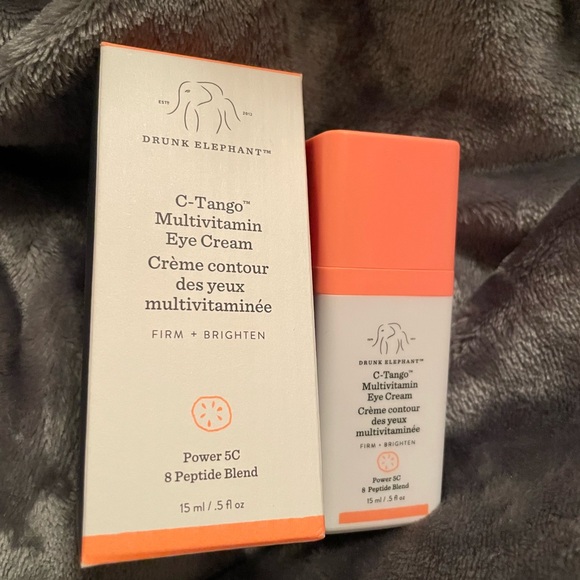 ESTD 2012
DRUNK ELEPHANT™
C-Tango™
Multivitamin
Eye Cream
Crème contour
des yeux
multivitaminée
FIRM + BRIGHTEN
Power 5C
8 Peptide Blend
15 ml / .5 fl oz
DRUNK ELEPHANT™
C-Tango™
Multivitamin
Eye Cream
Crème contour
des yeux
multivitaminée
FIRM + BRIGHTEN
Power 5C
8 Peptide Blend
15 ml / .5 fl oz